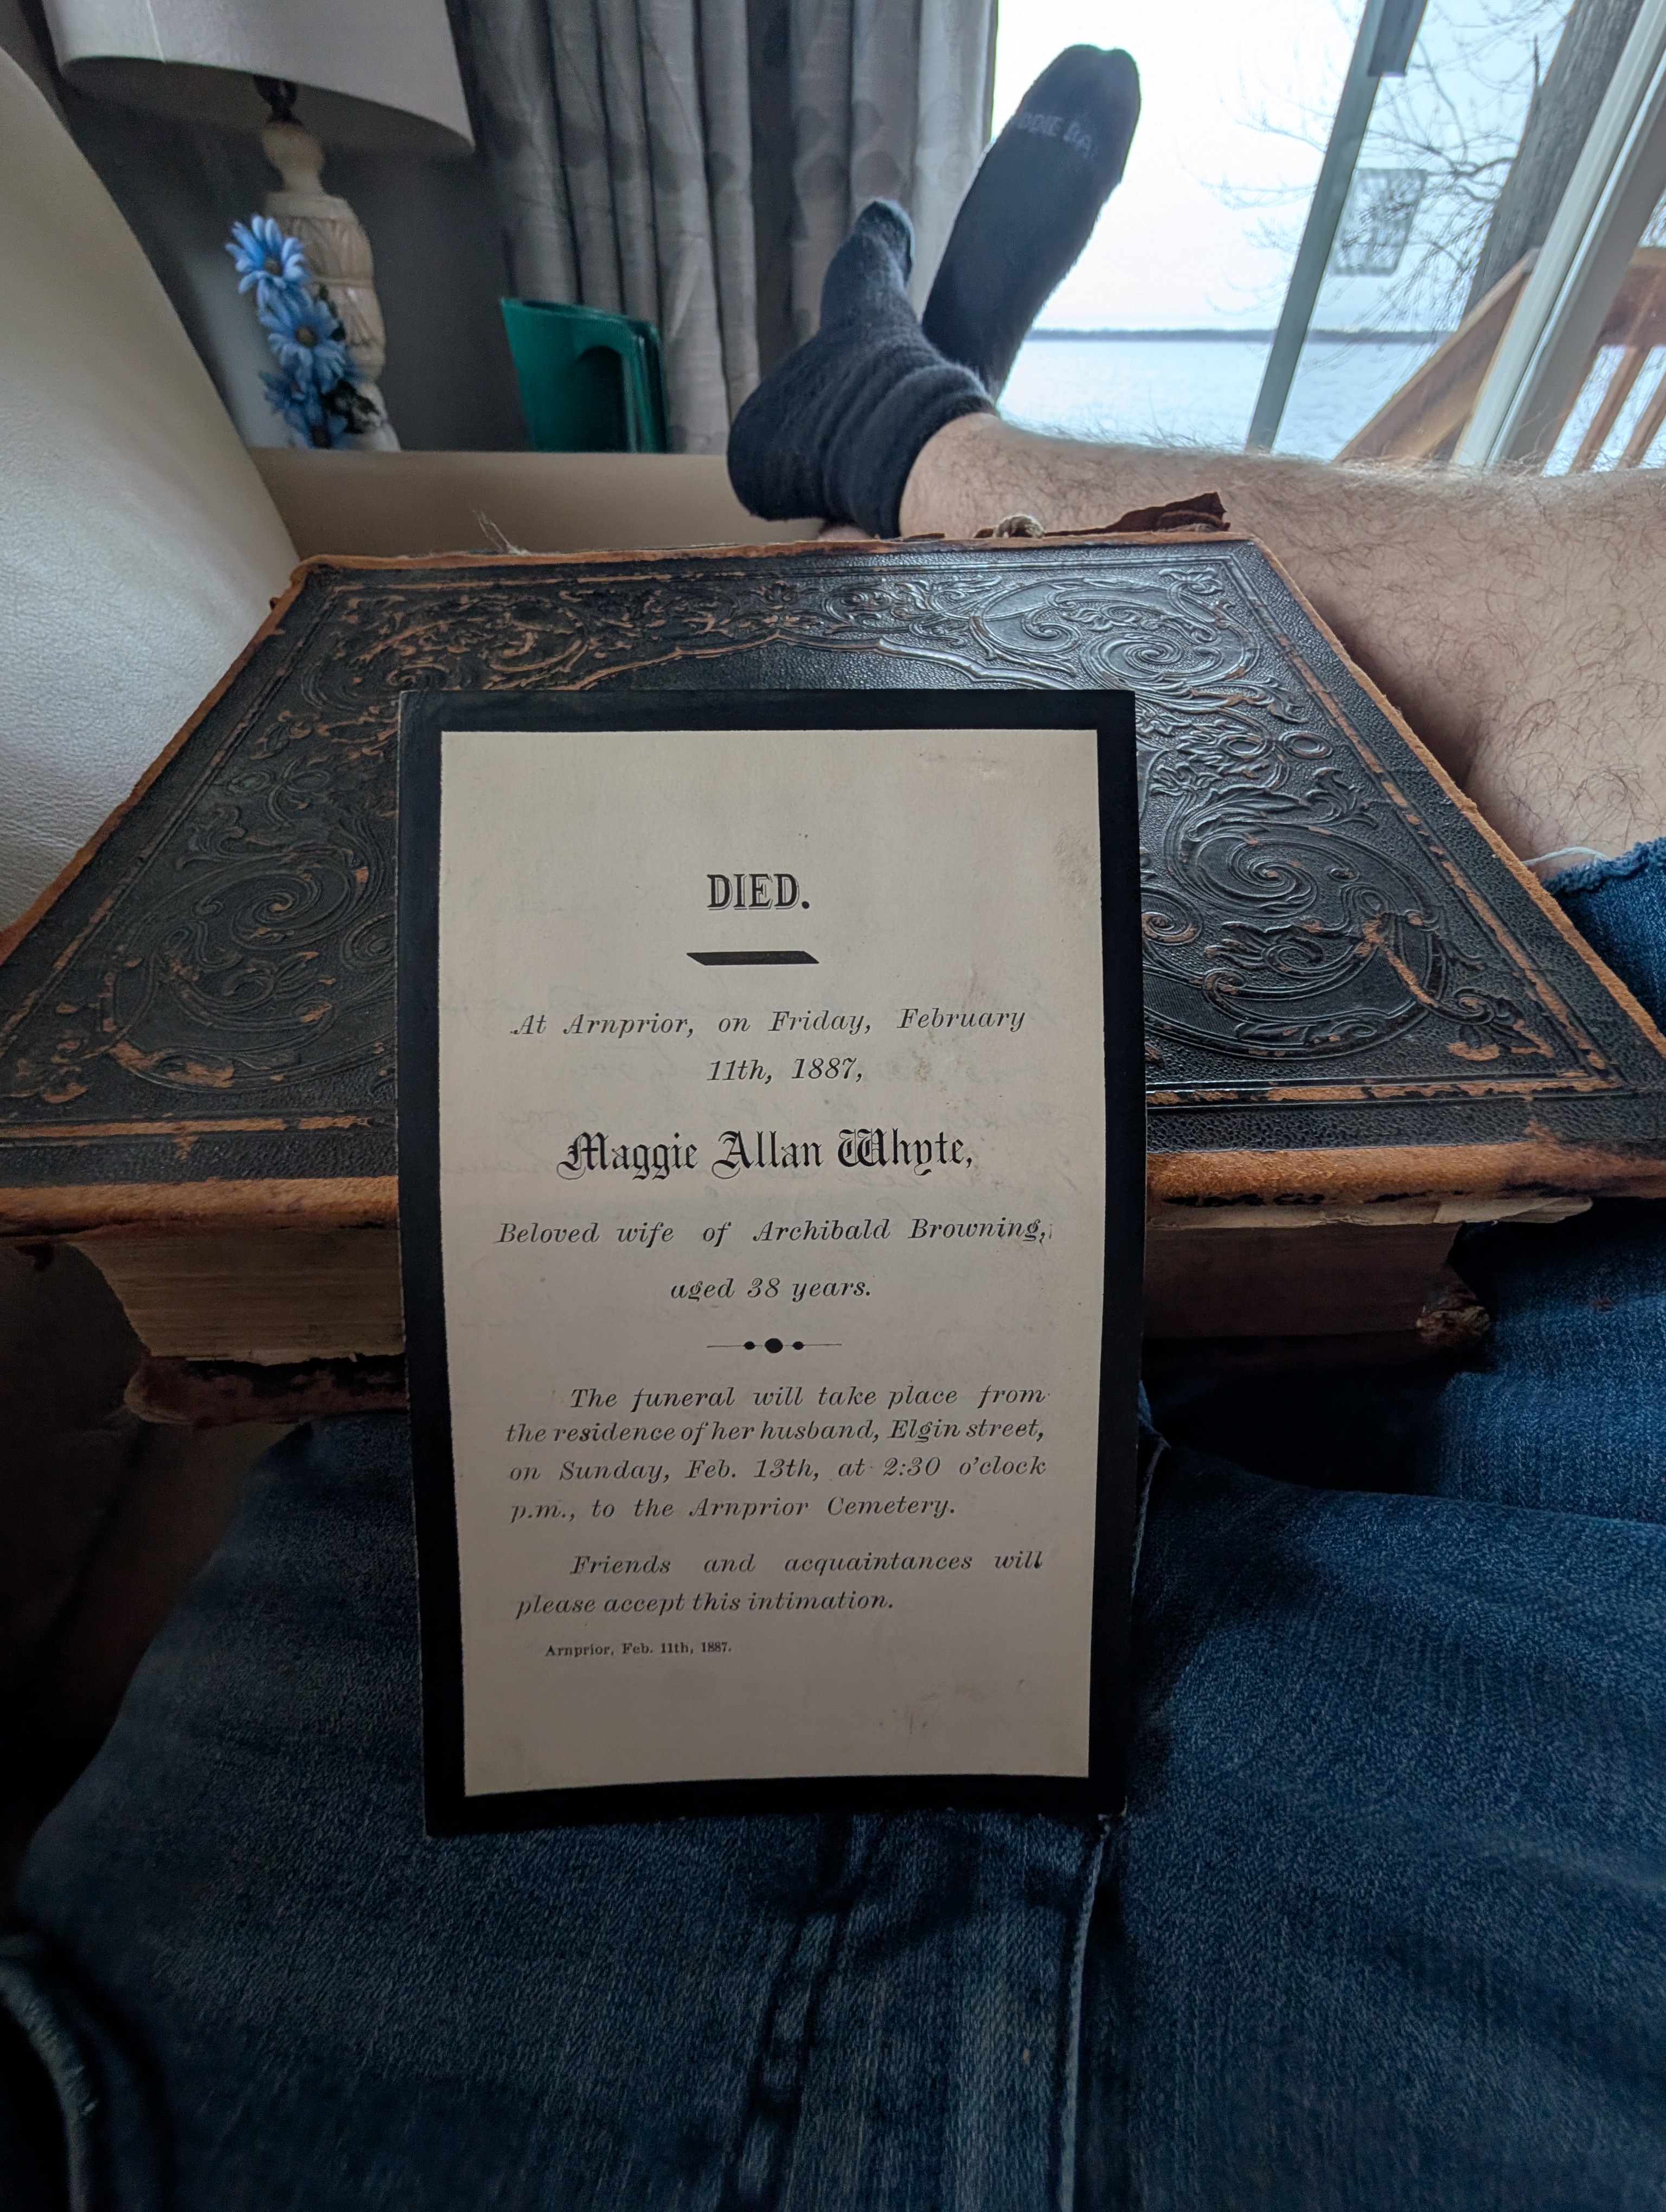 DIED.
At Arnprior, on Friday, February
11th, 1887,
Maggie Allan Whyte,
Beloved wife of Archibald Browning,
aged 38 years.
The funeral will take place from
the residence of her husband, Elgin street,
on Sunday, Feb. 13th, at 2:30 o'clock
p.m., to the Arnprior Cemetery.
Friends and acquaintances will
please accept this intimation.
Arnprior, Feb. 11th, 1887.